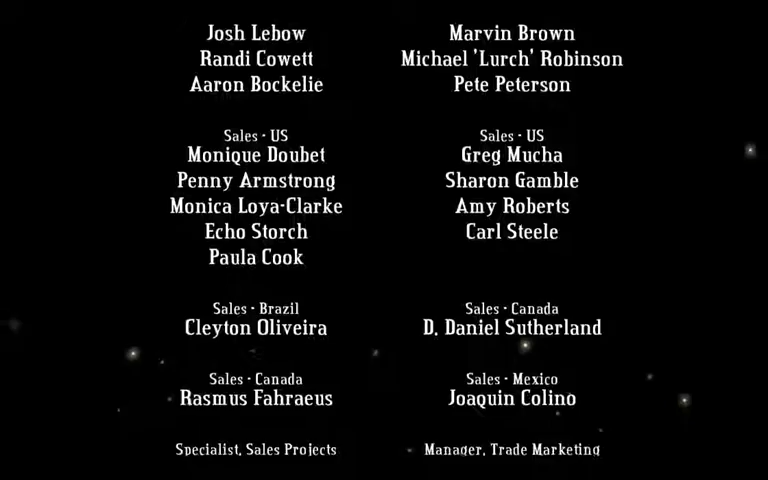 Josh Lebow
Marvin Brown
Randi Cowett
Michael 'Lurch' Robinson
Aaron Bockelie
Pete Peterson
Sales - US
Sales - US
Monique Doubet
Greg Mucha
Penny Armstrong
Sharon Gamble
Monica Loya-Clarke
Amy Roberts
Echo Storch
Carl Steele
Paula Cook
Sales - Brazil
Sales - Canada
Cleyton Oliveira
D. Daniel Sutherland
Sales - Canada
Sales - Mexico
Rasmus Fahraeus
Joaquin Colino
Specialist, Sales Projects
Manager, Trade Marketing